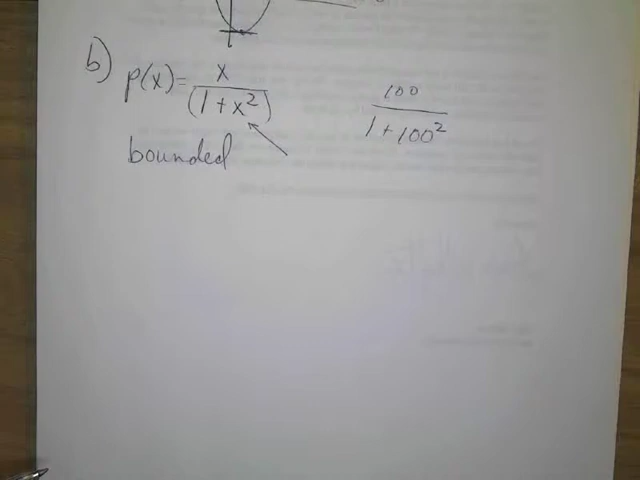 b) p(x) = x / (1 + x²)
100 / 1 + 100²
bounded